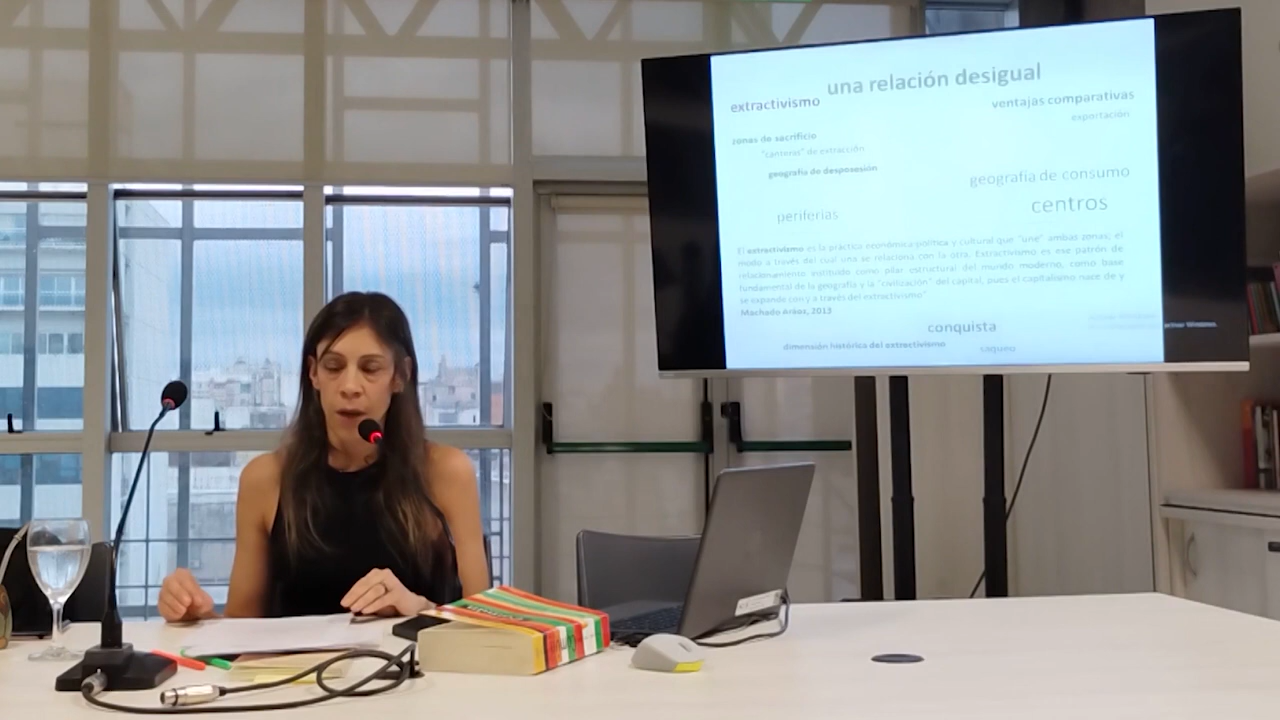 una relación desigual
extractivismo
ventajas comparativas
exportación
zonas de sacrificio
"canteras" de extracción
geografía de desposesión
geografía de consumo
centros
periferias
El extractivismo es la práctica económica-política y cultural que "une" ambas zonas; el
modo a través del cual una se relaciona con la otra. Extractivismo es ese patrón de
relacionamiento instituido como pilar estructural del mundo moderno, como base
fundamental de la geografía y la "civilización" del capital, pues el capitalismo nace de y
se expande con y a través del extractivismo"
Machado Aráoz, 2013
conquista
dimensión histórica del extractivismo
saqueo